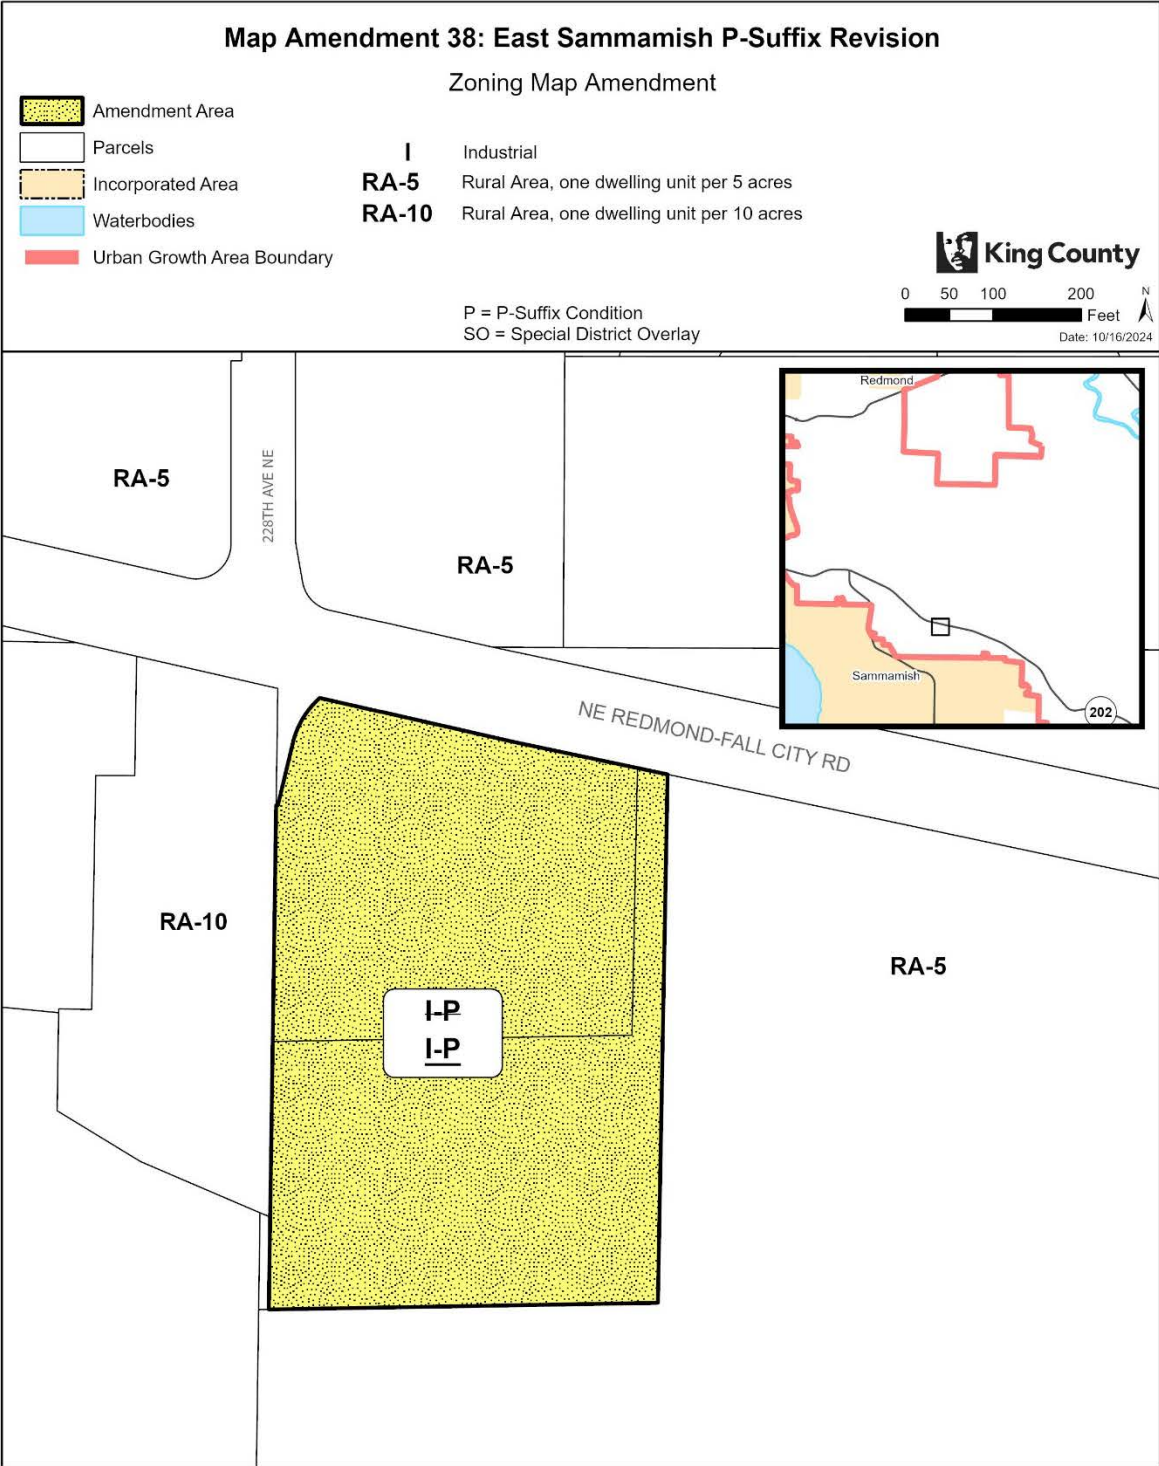 Map Amendment 38: East Sammamish P-Suffix Revision
Zoning Map Amendment
Amendment Area
Parcels
Incorporated Area
Waterbodies
Urban Growth Area Boundary
I Industrial
RA-5 Rural Area, one dwelling unit per 5 acres
RA-10 Rural Area, one dwelling unit per 10 acres
P = P-Suffix Condition
SO = Special District Overlay
King County
0 50 100 200
Feet
N
Date: 10/16/2024
Redmond
Sammamish
202
RA-5
228TH AVE NE
RA-5
NE REDMOND-FALL CITY RD
RA-10
RA-5
I-P
I-P